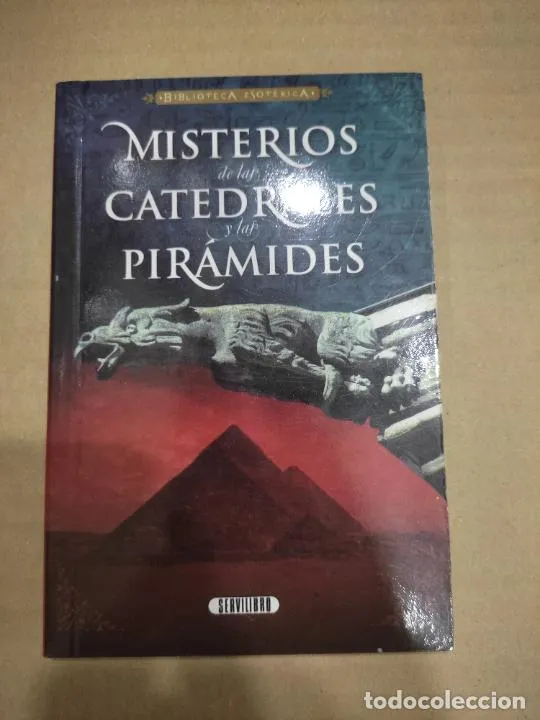 BIBLIOTECA ESOTÉRICA
MISTERIOS
de las
CATEDRALES
y las
PIRÁMIDES
SERVILIBRO
todocoleccion